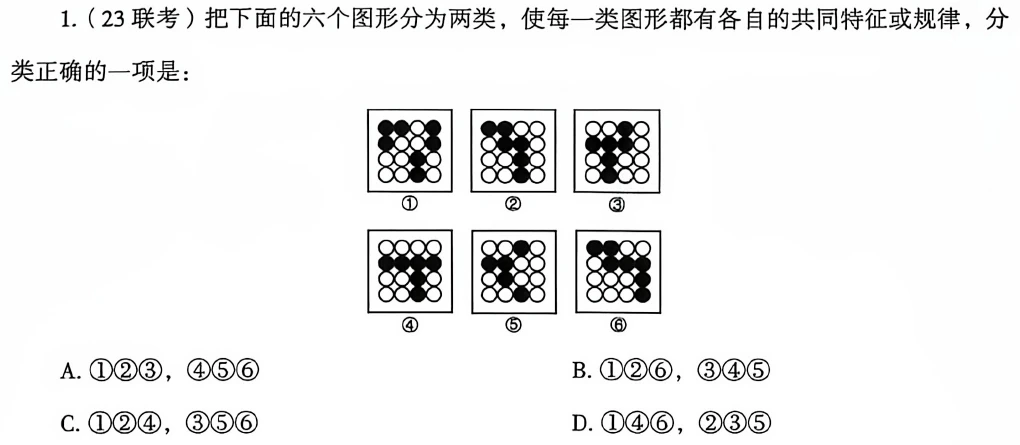 1.（23 联考）把下面的六个图形分为两类，使每一类图形都有各自的共同特征或规律，分
类正确的一项是：
① ② ③
④ ⑤ ⑥
A. ①②③，④⑤⑥ B. ①②⑥，③④⑤
C. ①②④，③⑤⑥ D. ①④⑥，②③⑤